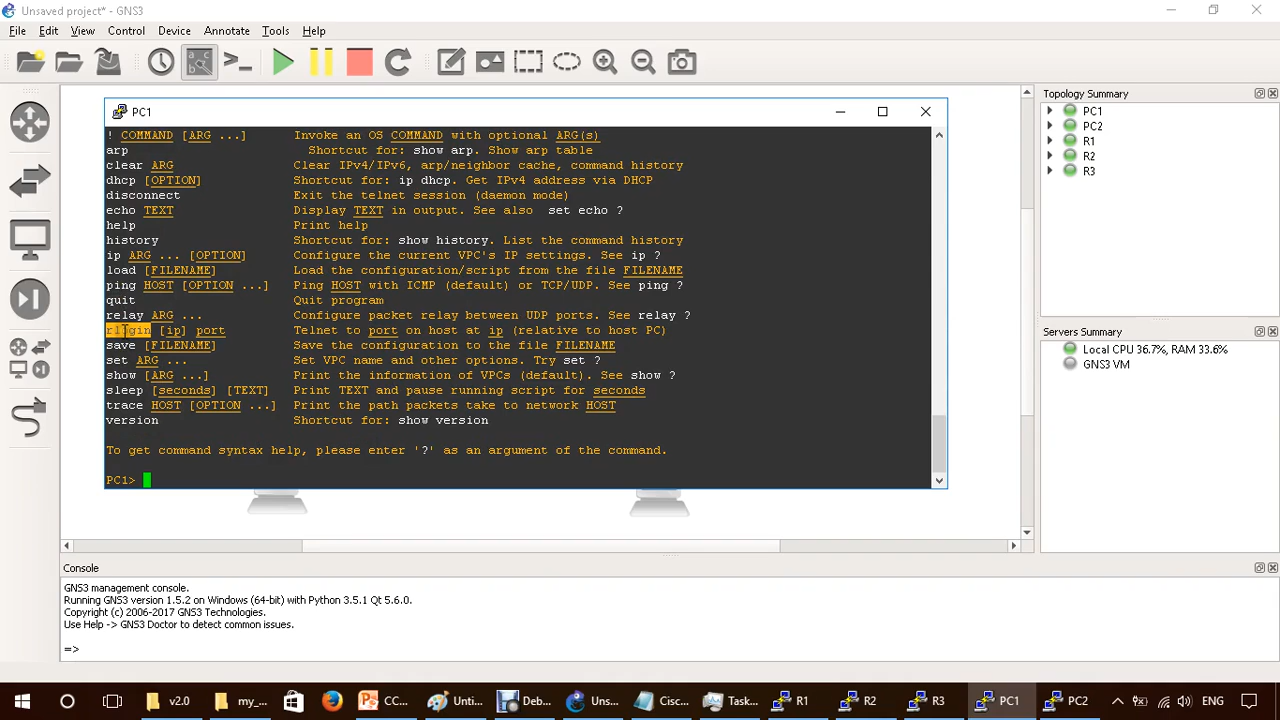 Unsaved project* - GNS3
File Edit View Control Device Annotate Tools Help
PC1
! COMMAND [ARG ...] Invoke an OS COMMAND with optional ARG(s)
arp Shortcut for: show arp. Show arp table
clear ARG Clear IPv4/IPv6, arp/neighbor cache, command history
dhcp [OPTION] Shortcut for: ip dhcp. Get IPv4 address via DHCP
disconnect Exit the telnet session (daemon mode)
echo TEXT Display TEXT in output. See also set echo ?
help Print help
history Shortcut for: show history. List the command history
ip ARG ... [OPTION] Configure the current VPC's IP settings. See ip ?
load [FILENAME] Load the configuration/script from the file FILENAME
ping HOST [OPTION ...] Ping HOST with ICMP (default) or TCP/UDP. See ping ?
quit Quit program
relay ARG ... Configure packet relay between UDP ports. See relay ?
rlogin [ip] port Telnet to port on host at ip (relative to host PC)
save [FILENAME] Save the configuration to the file FILENAME
set ARG ... Set VPC name and other options. Try set ?
show [ARG ...] Print the information of VPCs (default). See show ?
sleep [seconds] [TEXT] Print TEXT and pause running script for seconds
trace HOST [OPTION ...] Print the path packets take to network HOST
version Shortcut for: show version
To get command syntax help, please enter '?' as an argument of the command.
PC1>
Topology Summary
PC1
PC2
R1
R2
R3
Servers Summary
Local CPU 36.7%, RAM 33.6%
GNS3 VM
Console
GNS3 management console.
Running GNS3 version 1.5.2 on Windows (64-bit) with Python 3.5.1 Qt 5.6.0.
Copyright (c) 2006-2017 GNS3 Technologies.
Use Help -> GNS3 Doctor to detect common issues.
=>
v2.0 my_... CC... Unti... Deb... Uns... Cisc... Task... R1 R2 R3 PC1 PC2 ENG